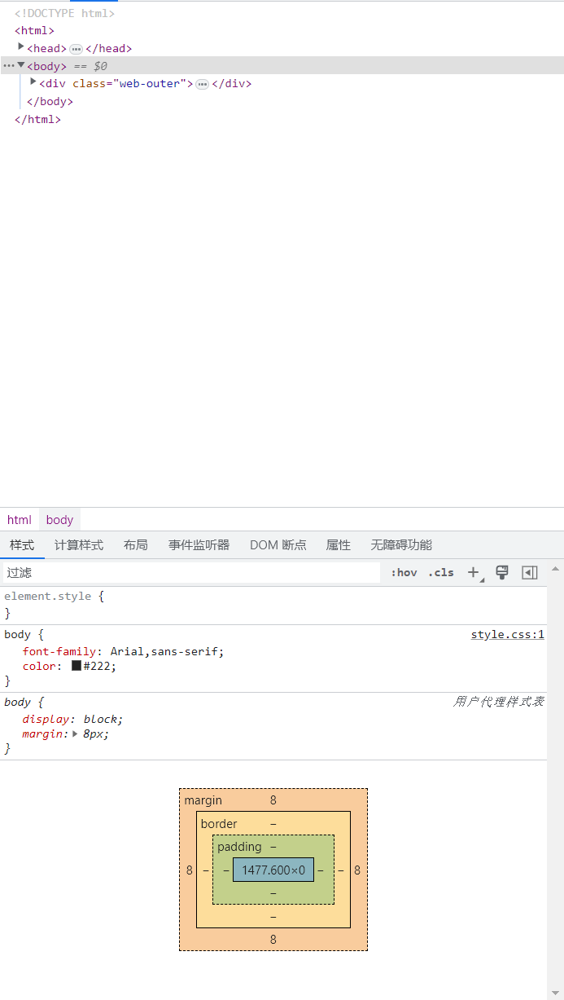 <!DOCTYPE html>
<html>
<head> ••• </head>
••• <body> == $0
<div class="web-outer"> ••• </div>
</body>
</html>
html body
样式 计算样式 布局 事件监听器 DOM 断点 属性 无障碍功能
过滤 :hov .cls
element.style {
}
body { style.css:1
font-family: Arial,sans-serif;
color: #222;
}
body { 用户代理样式表
display: block;
margin: 8px;
}
margin 8
border –
padding –
8 – – 1477.600×0 – – 8
–
–
8